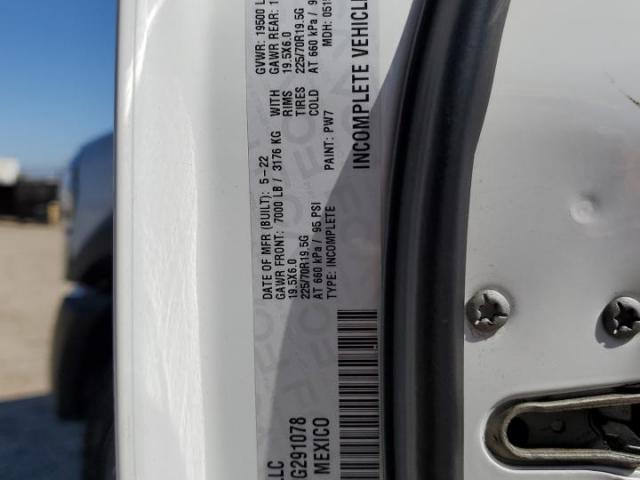 LLC
DATE OF MFR (BUILT): 5-22 GVWR: 19500 L
GAWR FRONT: 7000 LB / 3176 KG WITH GAWR REAR: 1
19.5X6.0 RIMS 19.5X6.0
225/70R19.5G TIRES 225/70R19.5G
AT 660 kPa / 95 PSI COLD AT 660 kPa / 9
TYPE: INCOMPLETE PAINT: PW7 MDH: 051
G291078
MEXICO INCOMPLETE VEHICL